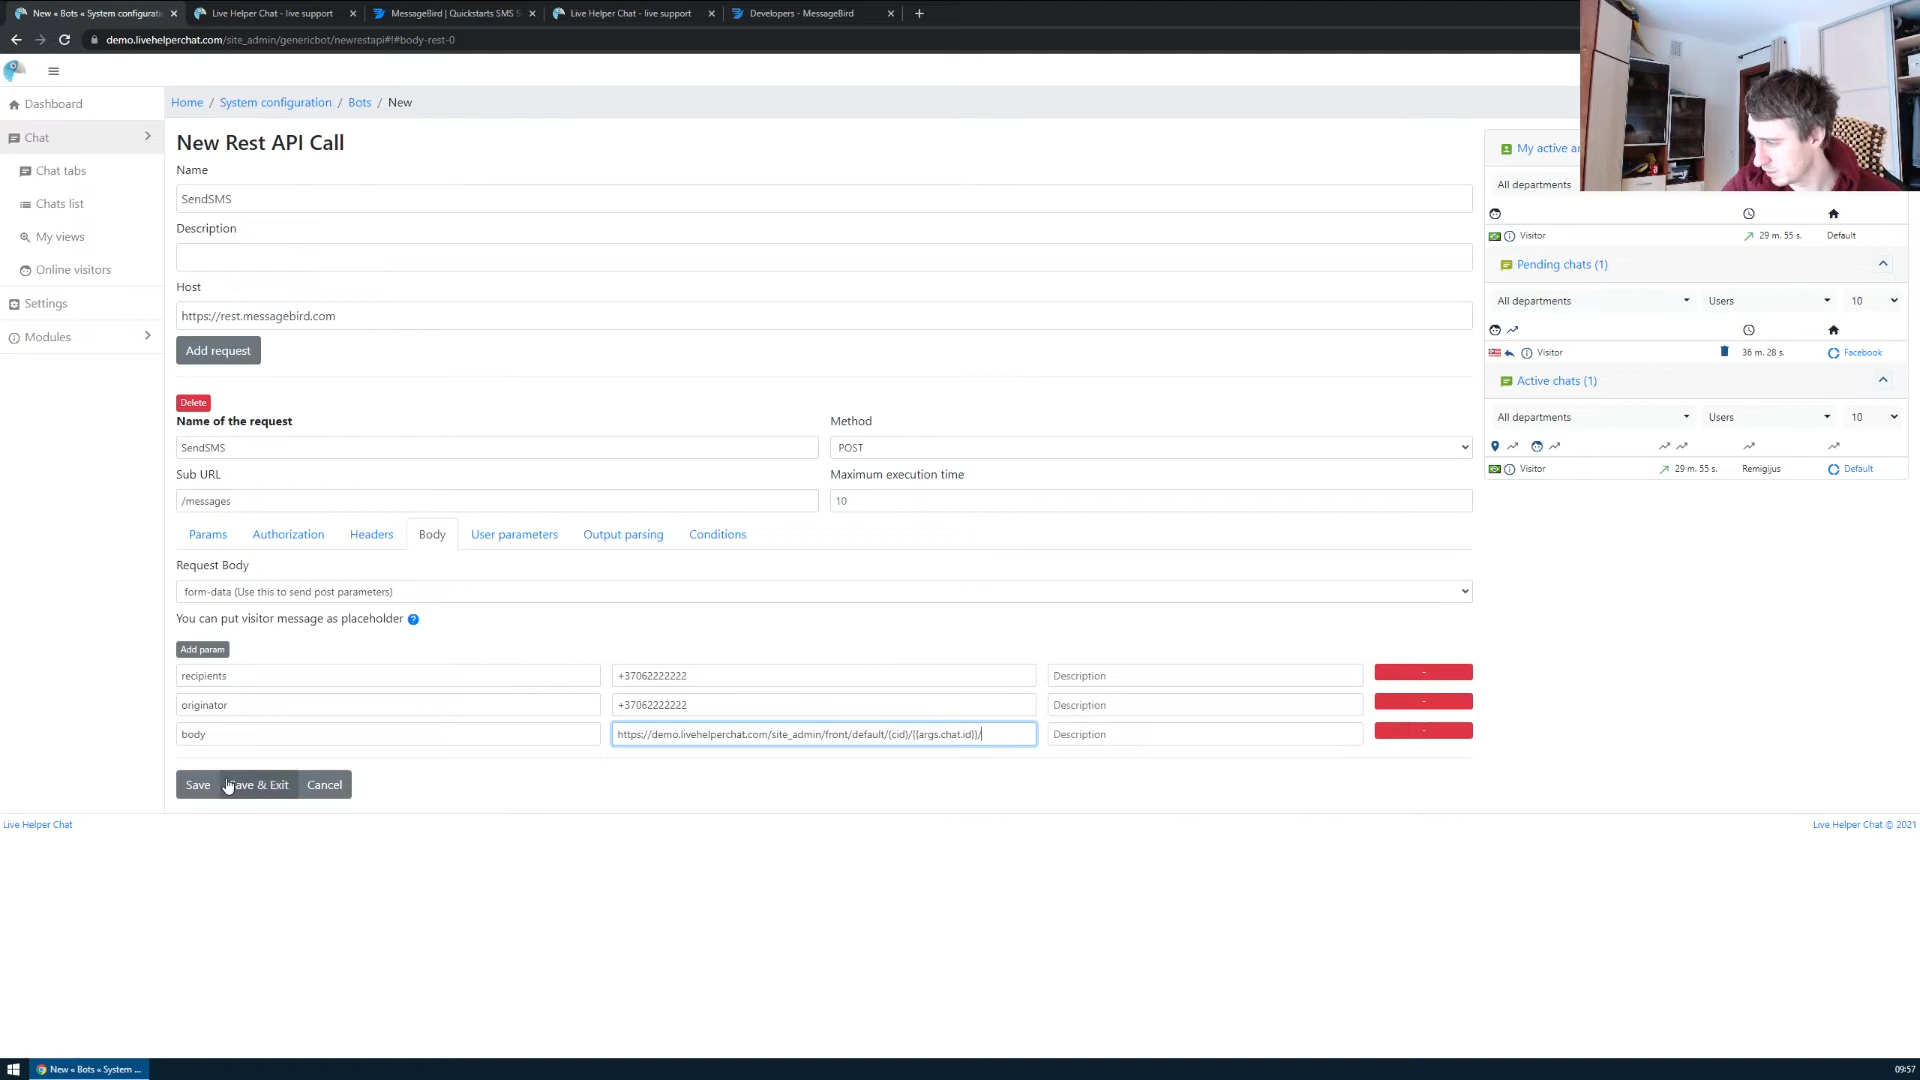 New « Bots « System configurati
Live Helper Chat - live support
MessageBird | Quickstarts SMS S
Live Helper Chat - live support
Developers - MessageBird
demo.livehelperchat.com/site_admin/genericbot/newrestapi#!#body-rest-0
Dashboard
Chat
Chat tabs
Chats list
My views
Online visitors
Settings
Modules
Home / System configuration / Bots / New
New Rest API Call
Name
SendSMS
Description
Host
https://rest.messagebird.com
Add request
Delete
Name of the request
Method
SendSMS
POST
Sub URL
Maximum execution time
/messages
10
Params
Authorization
Headers
Body
User parameters
Output parsing
Conditions
Request Body
form-data (Use this to send post parameters)
You can put visitor message as placeholder ?
Add param
recipients
+37062222222
Description
-
originator
+37062222222
Description
-
body
https://demo.livehelperchat.com/site_admin/front/default/(cid)/{{args.chat.id}}/
Description
-
Save
Save & Exit
Cancel
My active
All departments
Visitor
29 m. 55 s.
Default
Pending chats (1)
All departments
Users
10
Visitor
36 m. 28 s.
Facebook
Active chats (1)
All departments
Users
10
Visitor
29 m. 55 s.
Remigijus
Default
Live Helper Chat
Live Helper Chat © 2021
New « Bots « System ...
09:57